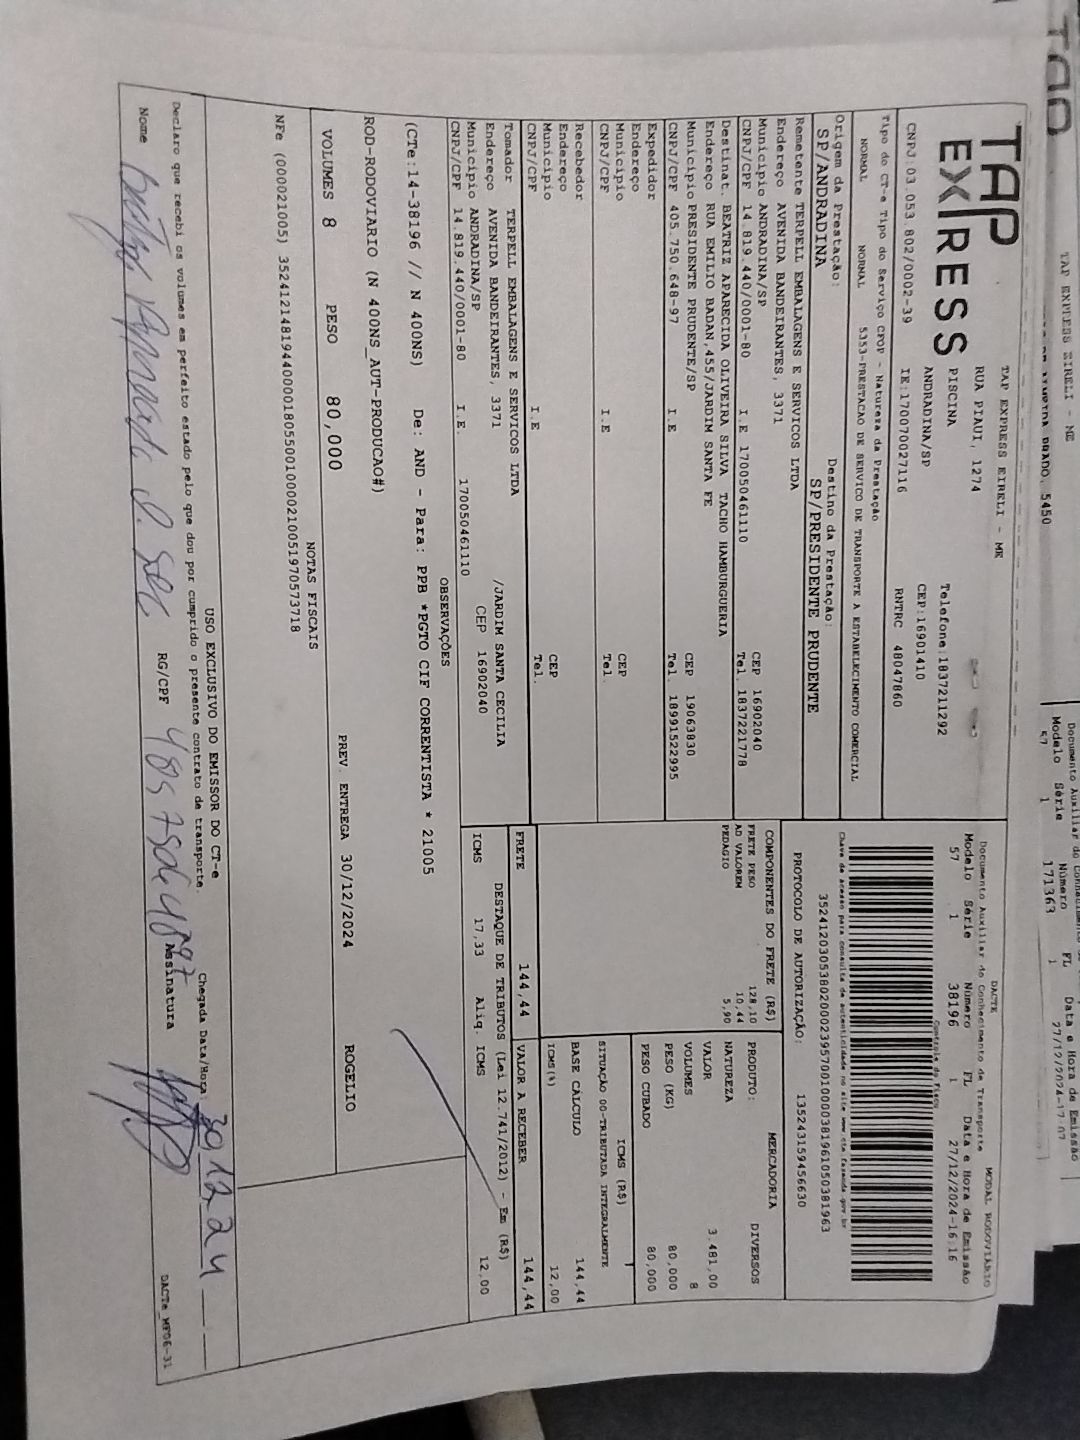 TAP EXPRESS EIRELI - ME
5450
Modelo Série Número FL Data e Hora de Emissão
57 1 171363 1 27/12/2024-17:07
TAP
EXPRESS
TAP EXPRESS EIRELI - ME
RUA PIAUI, 1274
PISCINA
ANDRADINA/SP
Telefone:1837211292
CEP:16901410
CNPJ:03.053.802/0002-39 IE:170070027116 RNTRC 48047860
DACTE MODAL RODOVIÁRIO
Documento Auxiliar do Conhecimento de Transporte
Modelo Série Número FL Data e Hora de Emissão
57 1 38196 1 27/12/2024-16:16
Controle do Fisco
Tipo do CT-e Tipo do Serviço CFOP - Natureza da Prestação
NORMAL NORMAL 5353-PRESTACAO DE SERVICO DE TRANSPORTE A ESTABELECIMENTO COMERCIAL
Chave de acesso para consulta de autenticidade no site www.cte.fazenda.gov.br
35241203053802000239570010000381961050381963
PROTOCOLO DE AUTORIZAÇÃO: 135243159456630
Origem da Prestação: Destino da Prestação:
SP/ANDRADINA SP/PRESIDENTE PRUDENTE
Remetente TERPELL EMBALAGENS E SERVICOS LTDA
Endereço AVENIDA BANDEIRANTES, 3371
Município ANDRADINA/SP CEP 16902040
CNPJ/CPF 14.819.440/0001-80 I.E 170050461110 Tel. 1837221778
Destinat. BEATRIZ APARECIDA OLIVEIRA SILVA TACHO HAMBURGUERIA
Endereço RUA EMILIO BADAN,455/JARDIM SANTA FE
Município PRESIDENTE PRUDENTE/SP CEP 19063830
CNPJ/CPF 405.750.648-97 I.E Tel. 18991522995
Expedidor
Endereço
Município CEP
CNPJ/CPF I.E Tel.
Recebedor
Endereço
Município CEP
CNPJ/CPF I.E Tel.
Tomador TERPELL EMBALAGENS E SERVICOS LTDA
Endereço AVENIDA BANDEIRANTES, 3371 /JARDIM SANTA CECILIA
Município ANDRADINA/SP CEP 16902040
CNPJ/CPF 14.819.440/0001-80 I.E. 170050461110
COMPONENTES DO FRETE (R$)
FRETE PESO 128,10
AD VALOREM 10,44
PEDAGIO 5,90
MERCADORIA
PRODUTO: DIVERSOS
NATUREZA
VALOR 3.481,00
VOLUMES 8
PESO (KG) 80,000
PESO CUBADO 80,000
ICMS (R$)
SITUAÇÃO 00-TRIBUTADA INTEGRALMENTE
BASE CALCULO 144,44
ICMS(%) 12,00
FRETE 144,44 VALOR A RECEBER 144,44
DESTAQUE DE TRIBUTOS (Lei 12.741/2012) - Em (R$)
ICMS 17,33 Aliq. ICMS 12,00
OBSERVAÇÕES
(CTe:14-38196 // N 400NS) De: AND - Para: PPB *PGTO CIF CORRENTISTA * 21005
ROD-RODOVIARIO (N 400NS_AUT-PRODUCAO#)
VOLUMES 8 PESO 80,000 PREV. ENTREGA 30/12/2024 ROGELIO
NOTAS FISCAIS
NFe (000021005) 35241214819440000180550010000210051970573718
USO EXCLUSIVO DO EMISSOR DO CT-e
Declaro que recebi os volumes em perfeito estado pelo que dou por cumprido o presente contrato de transporte. Chegada Data/Hora: 30 12 24
Nome RG/CPF 40575064897 Assinatura
DACTe_MF06-31